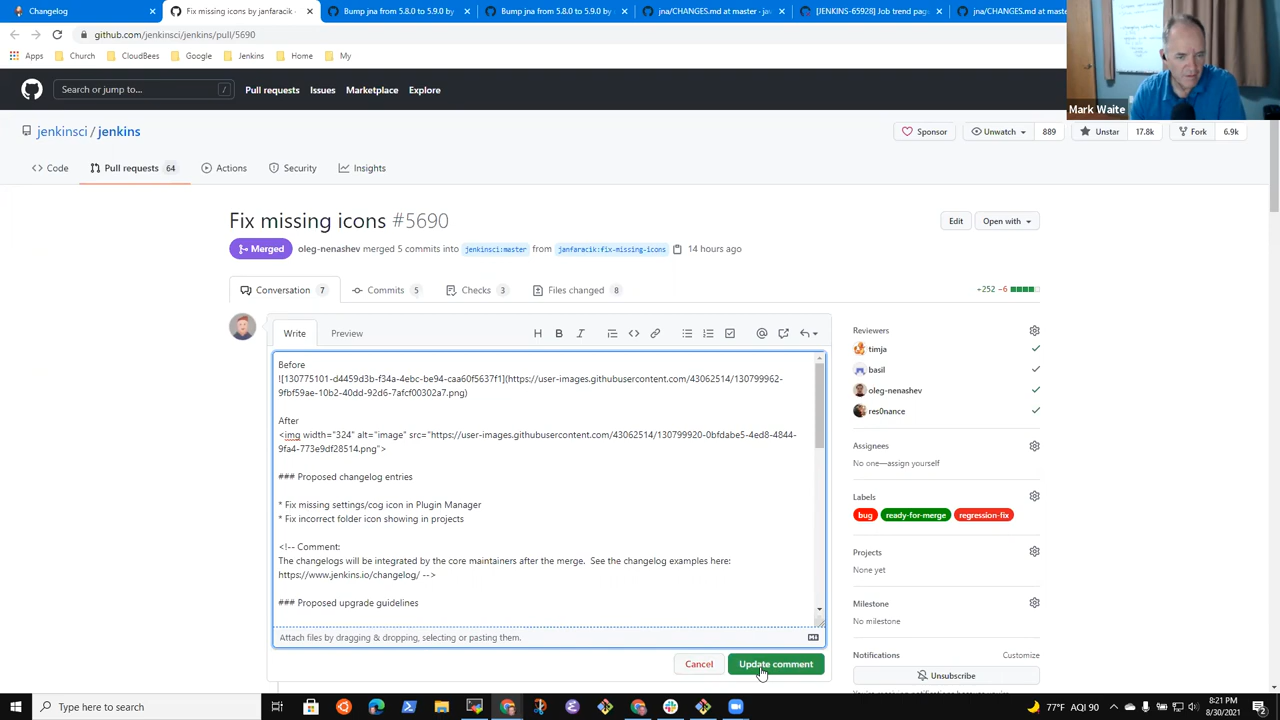 Changelog
Fix missing icons by janfaracik ·
Bump jna from 5.8.0 to 5.9.0 by
Bump jna from 5.8.0 to 5.9.0 by
jna/CHANGES.md at master · jav
[JENKINS-65928] Job trend page
jna/CHANGES.md at mast
github.com/jenkinsci/jenkins/pull/5690
Apps
Church
CloudBees
Google
Jenkins
Home
My
Mark Waite
Search or jump to...
/
Pull requests
Issues
Marketplace
Explore
jenkinsci / jenkins
Sponsor
Unwatch
889
Unstar
17.8k
Fork
6.9k
Code
Pull requests 64
Actions
Security
Insights
Fix missing icons #5690
Edit
Open with
Merged
oleg-nenashev merged 5 commits into jenkinsci:master from janfaracik:fix-missing-icons 14 hours ago
Conversation 7
Commits 5
Checks 3
Files changed 8
+252 −6
Write
Preview
H B I
Before
![130775101-d4459d3b-f34a-4ebc-be94-caa60f5637f1](https://user-images.githubusercontent.com/43062514/130799962-
9fbf59ae-10b2-40dd-92d6-7afcf00302a7.png)
After
<img width="324" alt="image" src="https://user-images.githubusercontent.com/43062514/130799920-0bfdabe5-4ed8-4844-
9fa4-773e9df28514.png">
### Proposed changelog entries
* Fix missing settings/cog icon in Plugin Manager
* Fix incorrect folder icon showing in projects
<!-- Comment:
The changelogs will be integrated by the core maintainers after the merge. See the changelog examples here:
https://www.jenkins.io/changelog/ -->
### Proposed upgrade guidelines
Attach files by dragging & dropping, selecting or pasting them.
Cancel
Update comment
Reviewers
timja
basil
oleg-nenashev
res0nance
Assignees
No one—assign yourself
Labels
bug
ready-for-merge
regression-fix
Projects
None yet
Milestone
No milestone
Notifications
Customize
Unsubscribe
Type here to search
77°F AQI 90
8:21 PM
8/30/2021
2